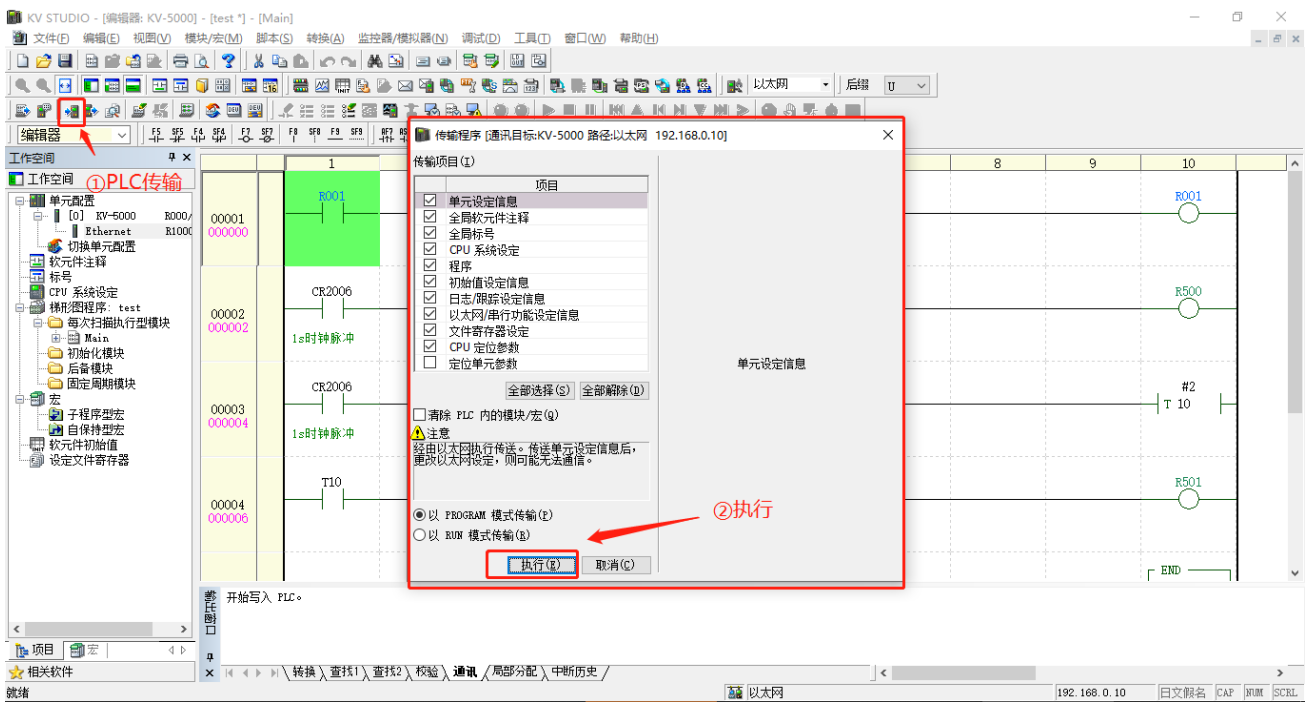 KV STUDIO - [编辑器: KV-5000] - [test *] - [Main]
文件(F) 编辑(E) 视图(V) 模块/宏(M) 脚本(S) 转换(A) 监控器/模拟器(N) 调试(D) 工具(T) 窗口(W) 帮助(H)
以太网 后缀 U
编辑器 F5 SF5 F4 SF4 F7 SF7 F8 SF8 F9 SF9
工作空间
工作空间
①PLC传输
单元配置
[0] KV-5000 R000/
Ethernet R1000
切换单元配置
软元件注释
标号
CPU 系统设定
梯形图程序: test
每次扫描执行型模块
Main
初始化模块
后备模块
固定周期模块
宏
子程序型宏
自保持型宏
软元件初始值
设定文件寄存器
项目 宏
相关软件
就绪
1 8 9 10
00001
000000
R001 R001
00002
000002
CR2006 R500
1s时钟脉冲
00003
000004
CR2006 #2
T 10
1s时钟脉冲
00004
000006
T10 R501
END
传输程序 [通讯目标:KV-5000 路径:以太网 192.168.0.10]
传输项目(I)
项目
单元设定信息
全局软元件注释
全局标号
CPU 系统设定
程序
初始值设定信息
日志/跟踪设定信息
以太网/串行功能设定信息
文件寄存器设定
CPU 定位参数
定位单元参数
全部选择(S) 全部解除(D)
清除 PLC 内的模块/宏(Q)
注意
经由以太网执行传送。传送单元设定信息后,
更改以太网设定,则可能无法通信。
以 PROGRAM 模式传输(P)
以 RUN 模式传输(R)
执行(E) 取消(C)
单元设定信息
②执行
开始写入 PLC。
转换 查找1 查找2 校验 通讯 局部分配 中断历史
以太网 192.168.0.10 日文假名 CAP NUM SCRL